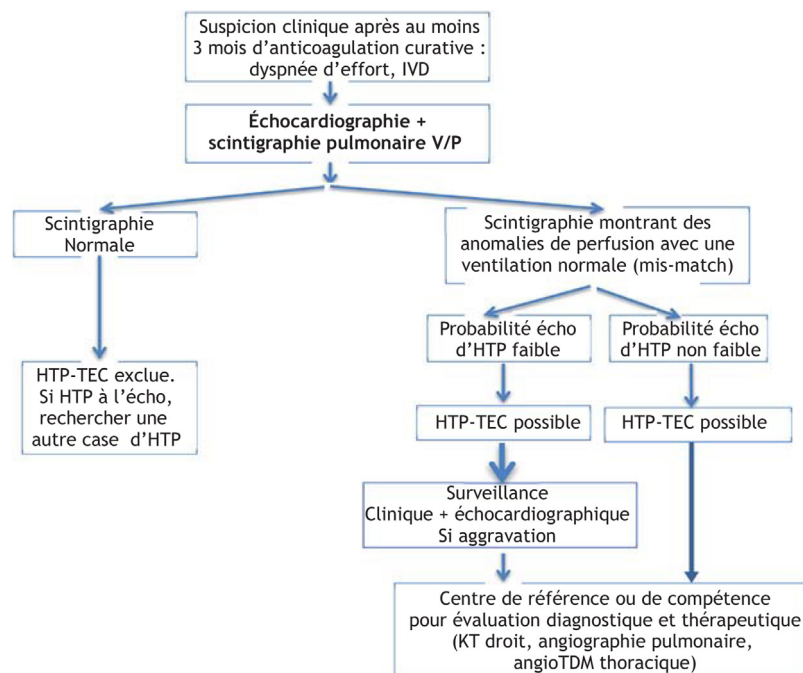 Suspicion clinique après au moins
3 mois d'anticoagulation curative :
dyspnée d'effort, IVD
Échocardiographie +
scintigraphie pulmonaire V/P
Scintigraphie
Normale
Scintigraphie montrant des
anomalies de perfusion avec une
ventilation normale (mis-match)
Probabilité écho
d'HTP faible
Probabilité écho
d'HTP non faible
HTP-TEC exclue.
Si HTP à l'écho,
rechercher une
autre case d'HTP
HTP-TEC possible
HTP-TEC possible
Surveillance
Clinique + échocardiographique
Si aggravation
Centre de référence ou de compétence
pour évaluation diagnostique et thérapeutique
(KT droit, angiographie pulmonaire,
angioTDM thoracique)